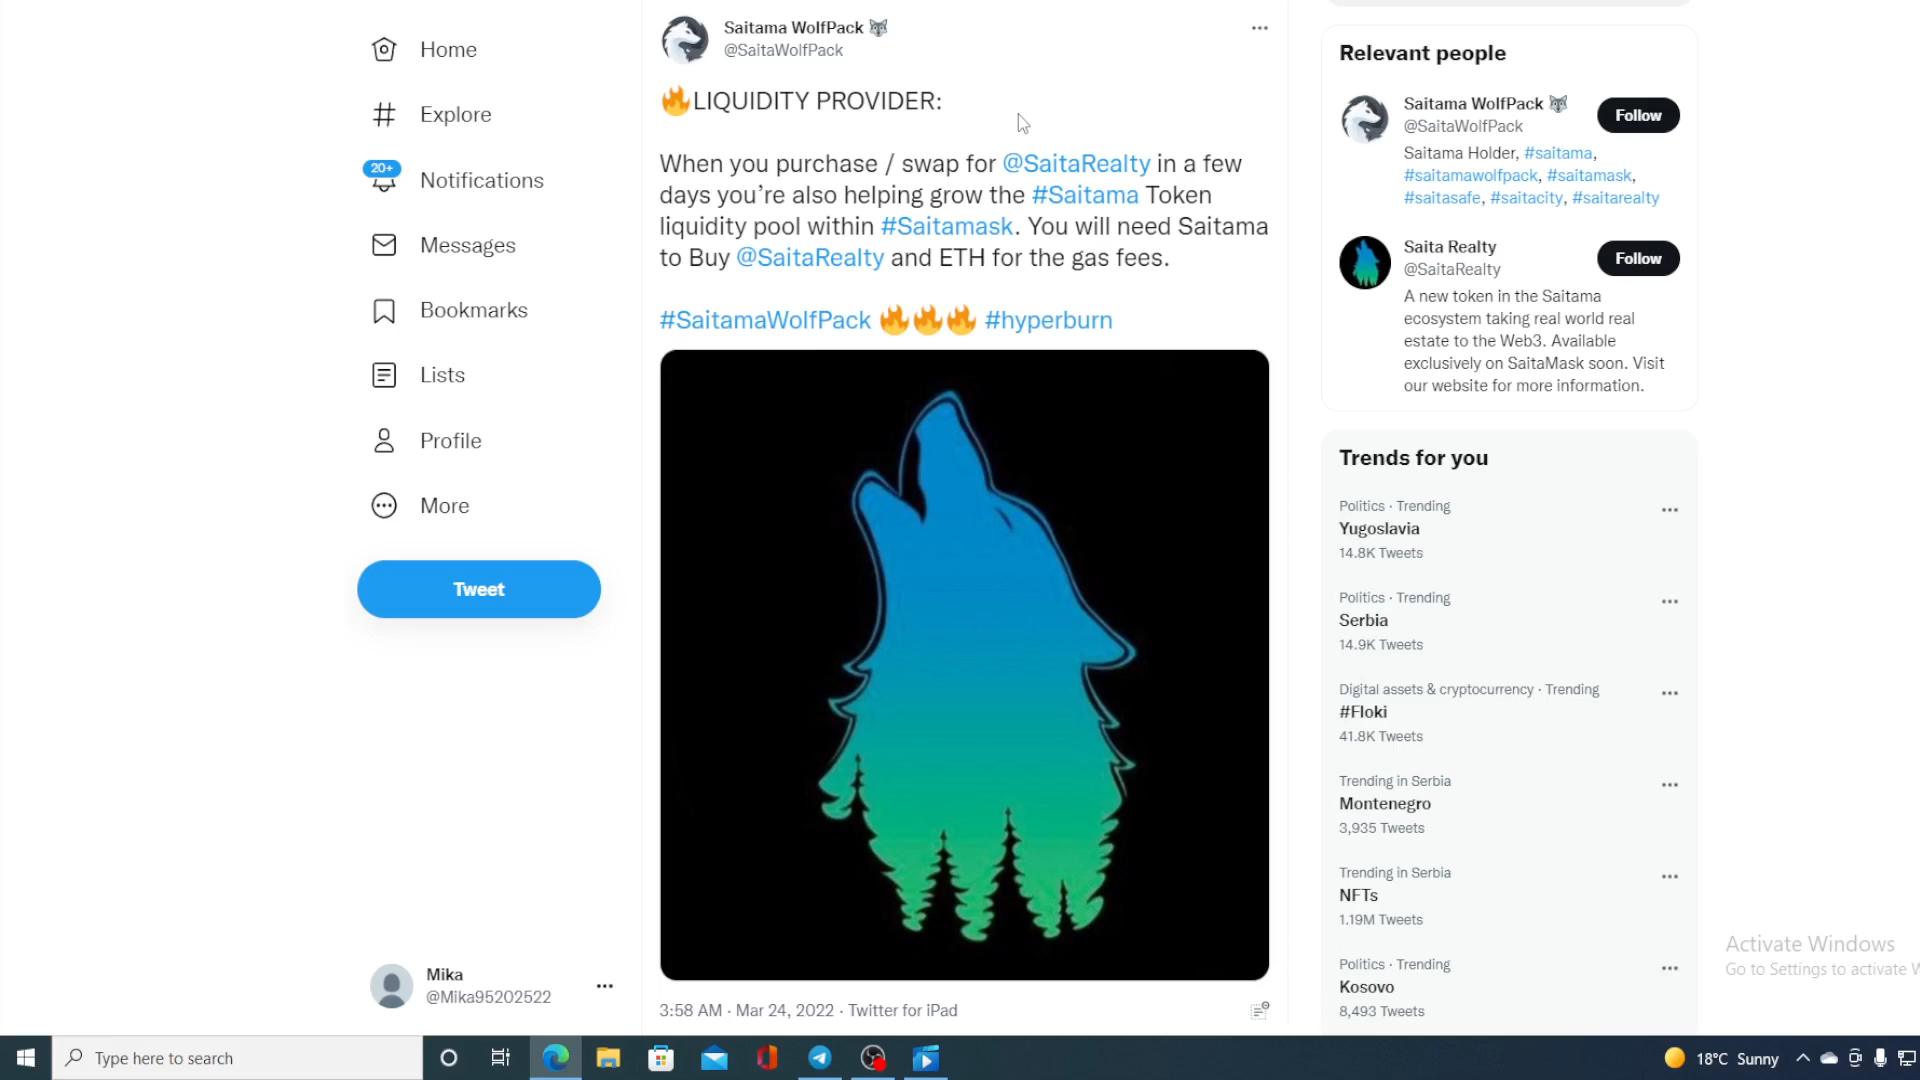 Home
Explore
20+
Notifications
Messages
Bookmarks
Lists
Profile
More
Tweet
Mika
@Mika95202522
Saitama WolfPack 🐺
@SaitaWolfPack
🔥LIQUIDITY PROVIDER:
When you purchase / swap for @SaitaRealty in a few
days you’re also helping grow the #Saitama Token
liquidity pool within #Saitamask. You will need Saitama
to Buy @SaitaRealty and ETH for the gas fees.
#SaitamaWolfPack 🔥🔥🔥 #hyperburn
3:58 AM · Mar 24, 2022 · Twitter for iPad
Relevant people
Saitama WolfPack 🐺
@SaitaWolfPack
Follow
Saitama Holder, #saitama,
#saitamawolfpack, #saitamask,
#saitasafe, #saitacity, #saitarealty
Saita Realty
@SaitaRealty
Follow
A new token in the Saitama
ecosystem taking real world real
estate to the Web3. Available
exclusively on SaitaMask soon. Visit
our website for more information.
Trends for you
Politics · Trending
Yugoslavia
14.8K Tweets
Politics · Trending
Serbia
14.9K Tweets
Digital assets & cryptocurrency · Trending
#Floki
41.8K Tweets
Trending in Serbia
Montenegro
3,935 Tweets
Trending in Serbia
NFTs
1.19M Tweets
Politics · Trending
Kosovo
8,493 Tweets
Activate Windows
Go to Settings to activate W
Type here to search
18°C Sunny